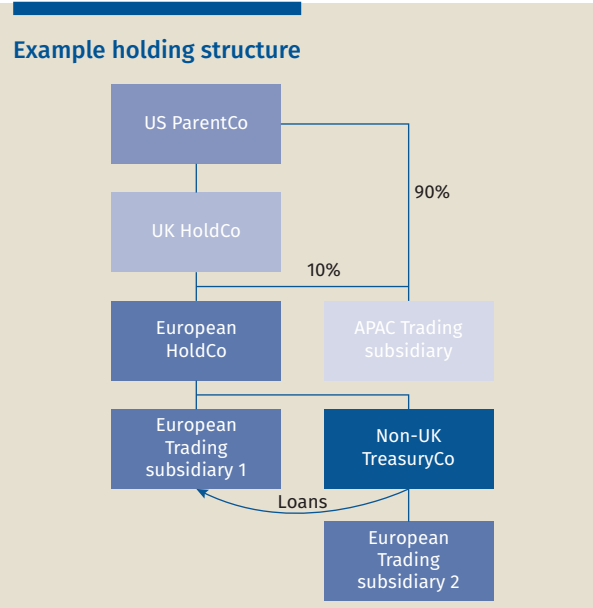 Example holding structure
US ParentCo
90%
UK HoldCo
10%
European
HoldCo
APAC Trading
subsidiary
European
Trading
subsidiary 1
Non-UK
TreasuryCo
Loans
European
Trading
subsidiary 2